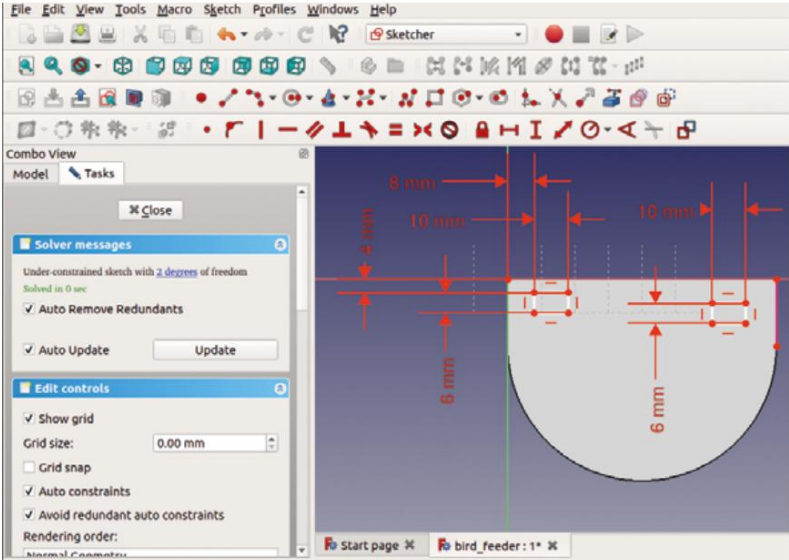 File Edit View Tools Macro Sketch Profiles Windows Help
Sketcher
Combo View
Model Tasks
Close
Solver messages
Under-constrained sketch with 2 degrees of freedom
Solved in 0 sec
Auto Remove Redundants
Auto Update Update
Edit controls
Show grid
Grid size: 0.00 mm
Grid snap
Auto constraints
Avoid redundant auto constraints
Rendering order:
Normal Geometry
8 mm
10 mm
10 mm
4 mm
6 mm
6 mm
Start page
bird_feeder : 1*